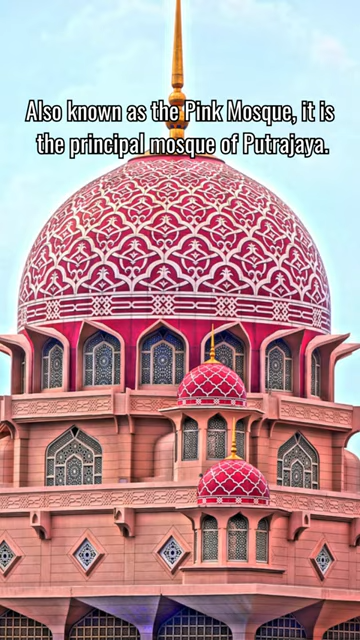 Also known as the Pink Mosque, it is
the principal mosque of Putrajaya.